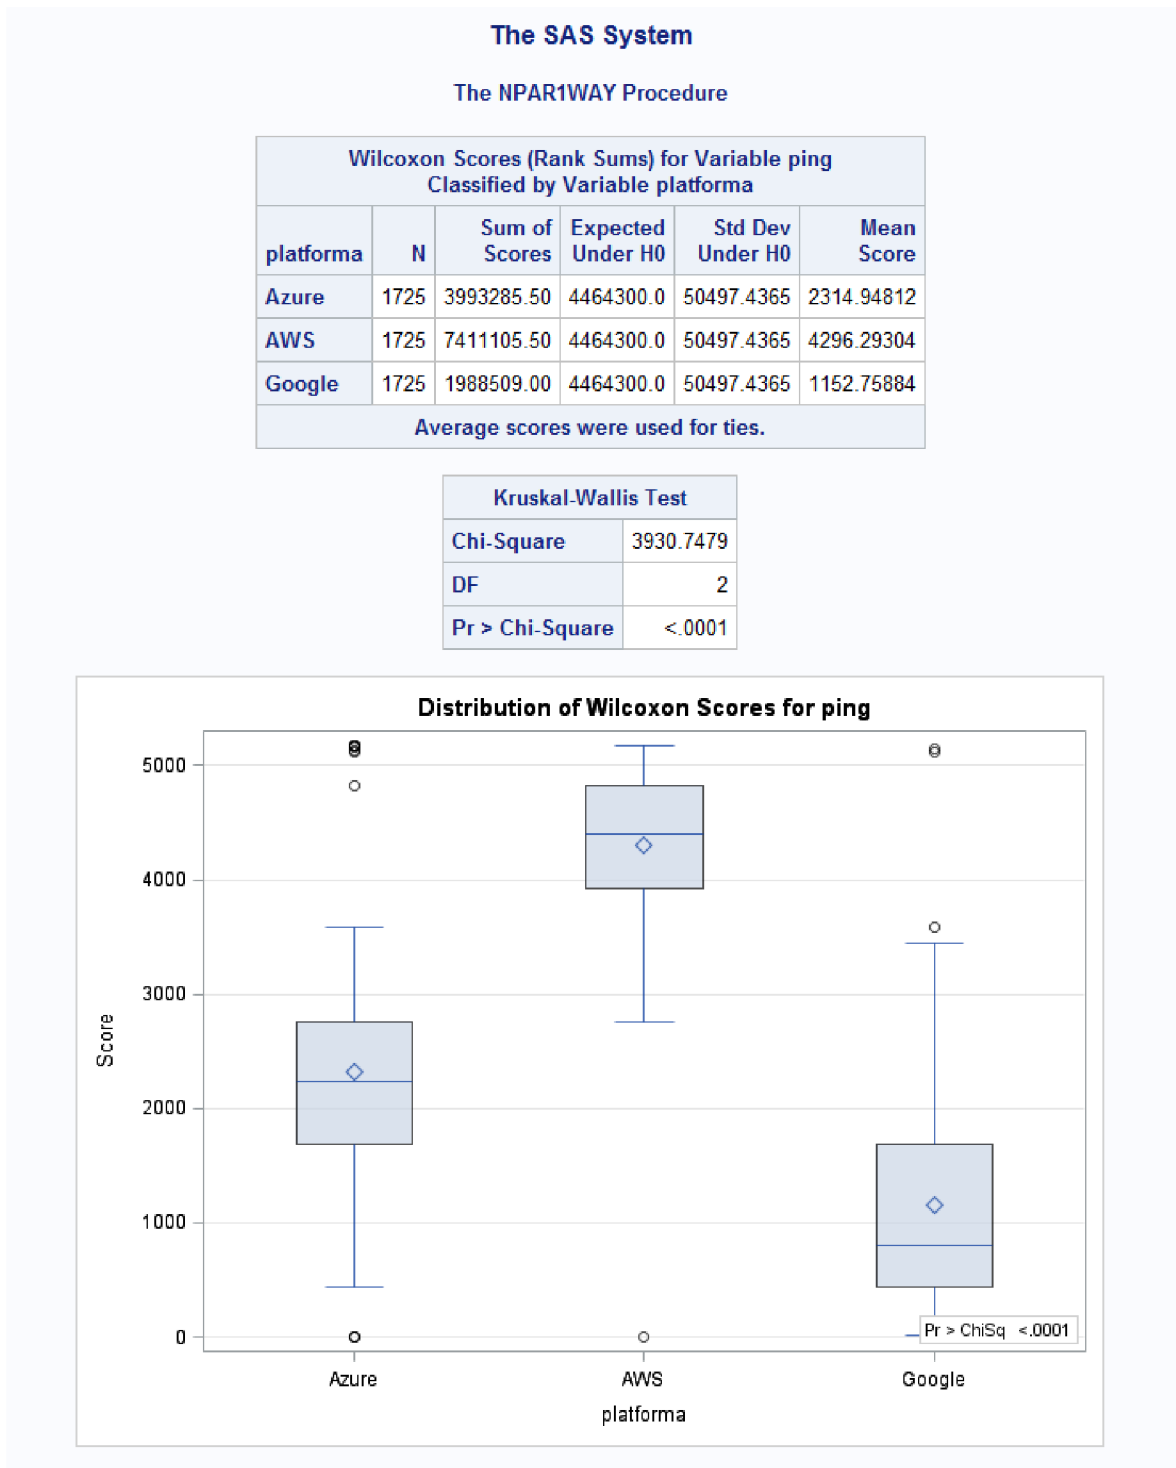 The SAS System
The NPAR1WAY Procedure
Wilcoxon Scores (Rank Sums) for Variable ping
Classified by Variable platforma
platforma N Sum of Scores Expected Under H0 Std Dev Under H0 Mean Score
Azure 1725 3993285.50 4464300.0 50497.4365 2314.94812
AWS 1725 7411105.50 4464300.0 50497.4365 4296.29304
Google 1725 1988509.00 4464300.0 50497.4365 1152.75884
Average scores were used for ties.
Kruskal-Wallis Test
Chi-Square 3930.7479
DF 2
Pr > Chi-Square <.0001
Distribution of Wilcoxon Scores for ping
5000
4000
3000
2000
1000
0
Score
Pr > ChiSq <.0001
Azure AWS Google
platforma